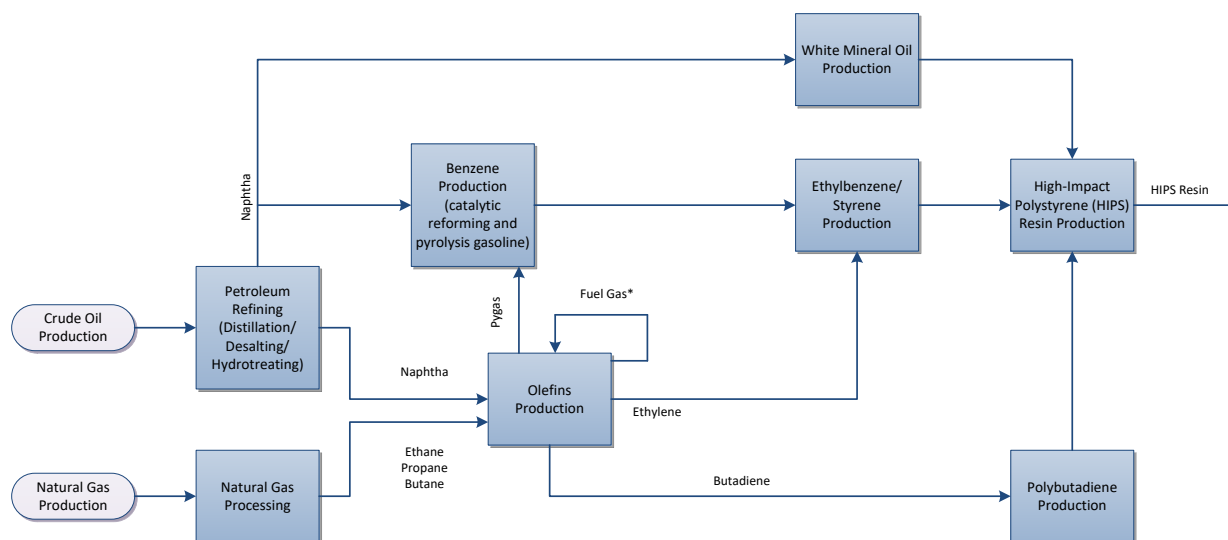 White Mineral Oil
Production
Naphtha
Benzene
Production
(catalytic
reforming and
pyrolysis gasoline)
Ethylbenzene/
Styrene
Production
High-Impact
Polystyrene (HIPS)
Resin Production
HIPS Resin
Crude Oil
Production
Petroleum
Refining
(Distillation/
Desalting/
Hydrotreating)
Pygas
Fuel Gas*
Naphtha
Olefins
Production
Ethylene
Natural Gas
Production
Natural Gas
Processing
Ethane
Propane
Butane
Butadiene
Polybutadiene
Production